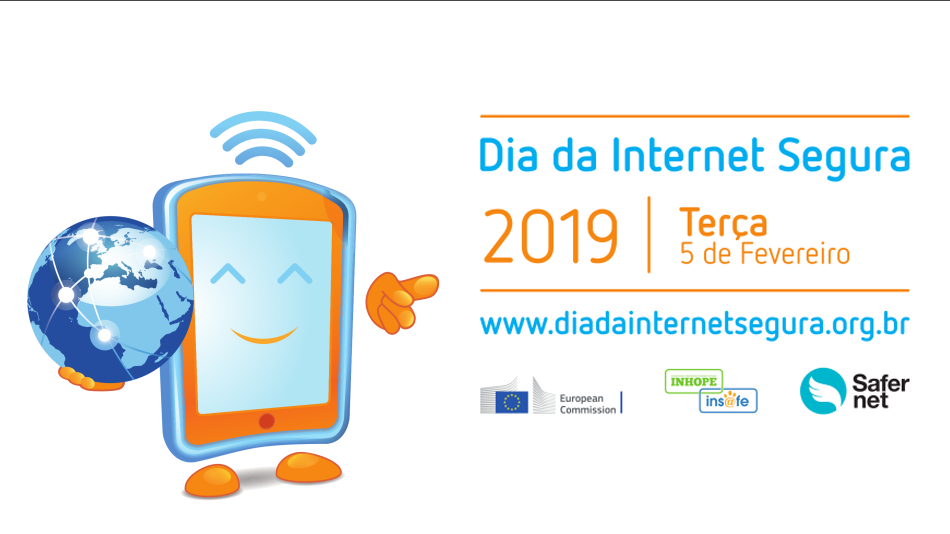 Dia da Internet Segura
2019
Terça
5 de Fevereiro
www.diadainternetsegura.org.br
European
Commission
INHOPE
ins@fe
Safer
net